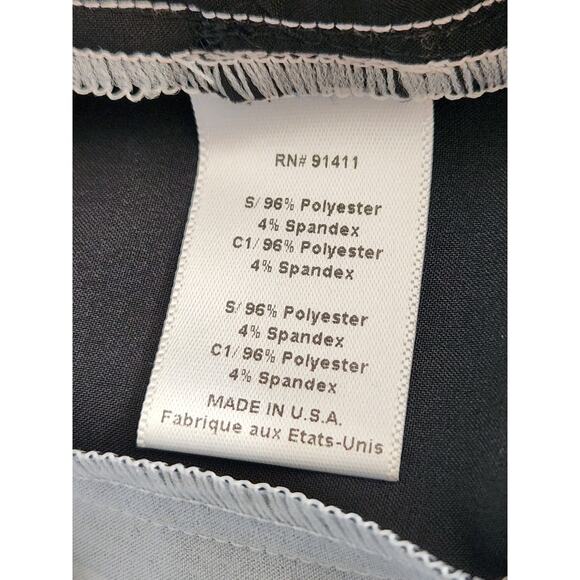 RN# 91411
S/ 96% Polyester
4% Spandex
C1/ 96% Polyester
4% Spandex
S/ 96% Polyester
4% Spandex
C1/ 96% Polyester
4% Spandex
MADE IN U.S.A.
Fabrique aux Etats-Unis